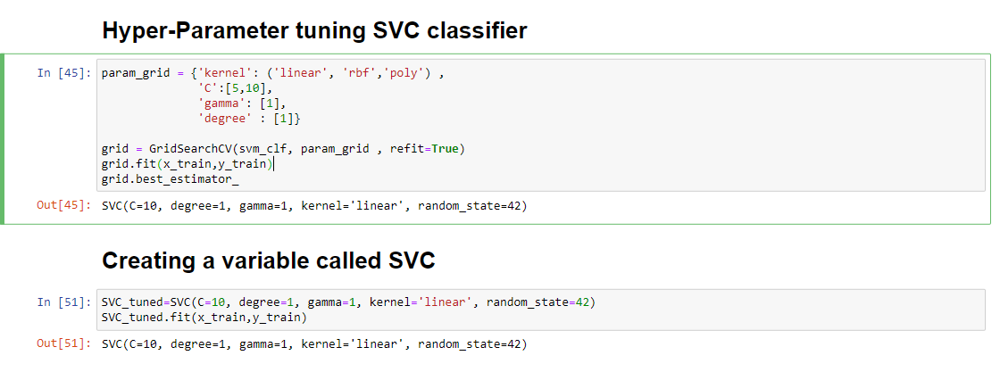 Hyper-Parameter tuning SVC classifier
In [45]: param_grid = {'kernel': ('linear', 'rbf','poly') ,
'C':[5,10],
'gamma': [1],
'degree' : [1]}
grid = GridSearchCV(svm_clf, param_grid , refit=True)
grid.fit(x_train,y_train)
grid.best_estimator_
Out[45]: SVC(C=10, degree=1, gamma=1, kernel='linear', random_state=42)
Creating a variable called SVC
In [51]: SVC_tuned=SVC(C=10, degree=1, gamma=1, kernel='linear', random_state=42)
SVC_tuned.fit(x_train,y_train)
Out[51]: SVC(C=10, degree=1, gamma=1, kernel='linear', random_state=42)